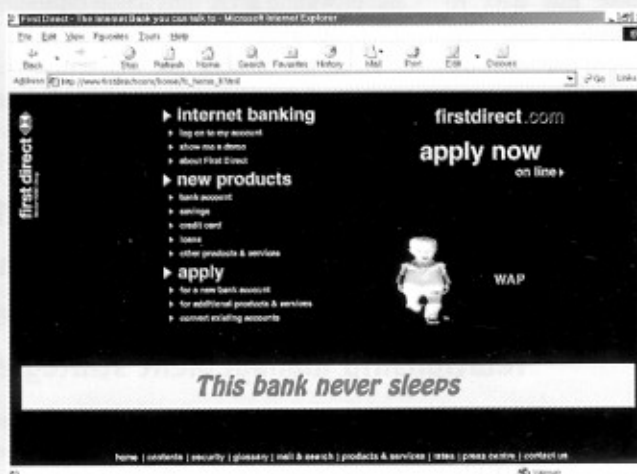 First Direct - The Internet Bank you can talk to - Microsoft Internet Explorer
File Edit View Favorites Tools Help
Back Stop Refresh Home Search Favorites History Mail Print Edit Discuss
Address
Go Links
first direct
internet banking
log on to my account
show me a demo
about First Direct
new products
bank account
savings
credit card
loans
other products & services
apply
for a new bank account
for additional products & services
convert existing accounts
firstdirect.com
apply now
on line
WAP
This bank never sleeps
home | contents | security | glossary | mail & search | products & services | rates | press centre | contact us